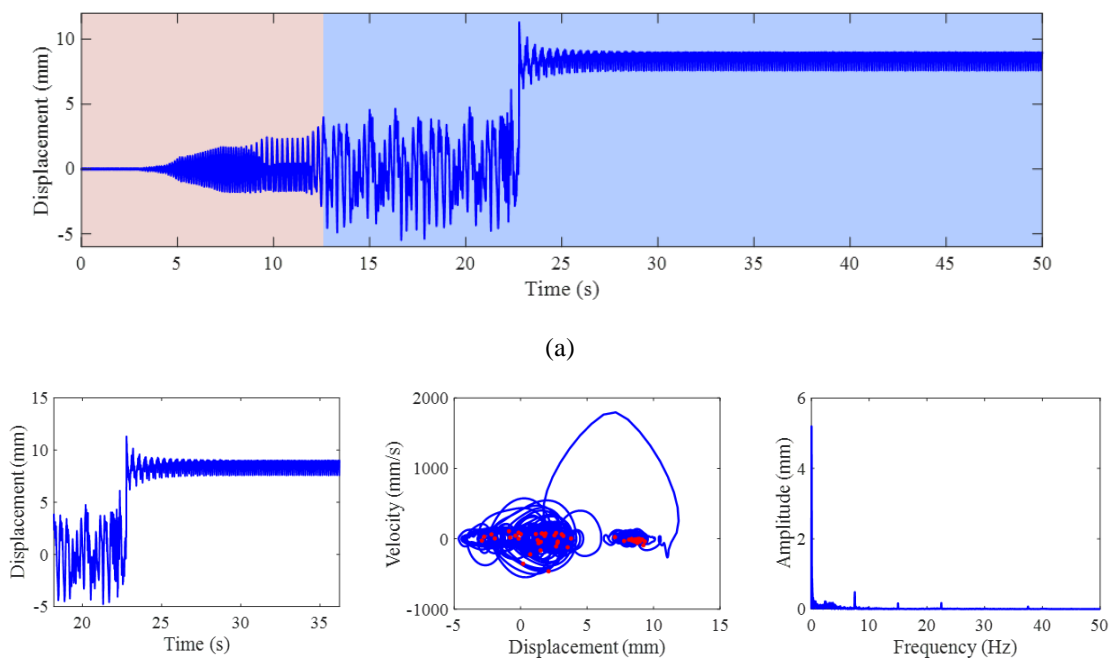 10
5
0
-5
Displacement (mm)
0 5 10 15 20 25 30 35 40 45 50
Time (s)
(a)
15
10
5
0
-5
Displacement (mm)
20 25 30 35
Time (s)
2000
1000
0
-1000
Velocity (mm/s)
-5 0 5 10 15
Displacement (mm)
6
4
2
0
Amplitude (mm)
0 10 20 30 40 50
Frequency (Hz)